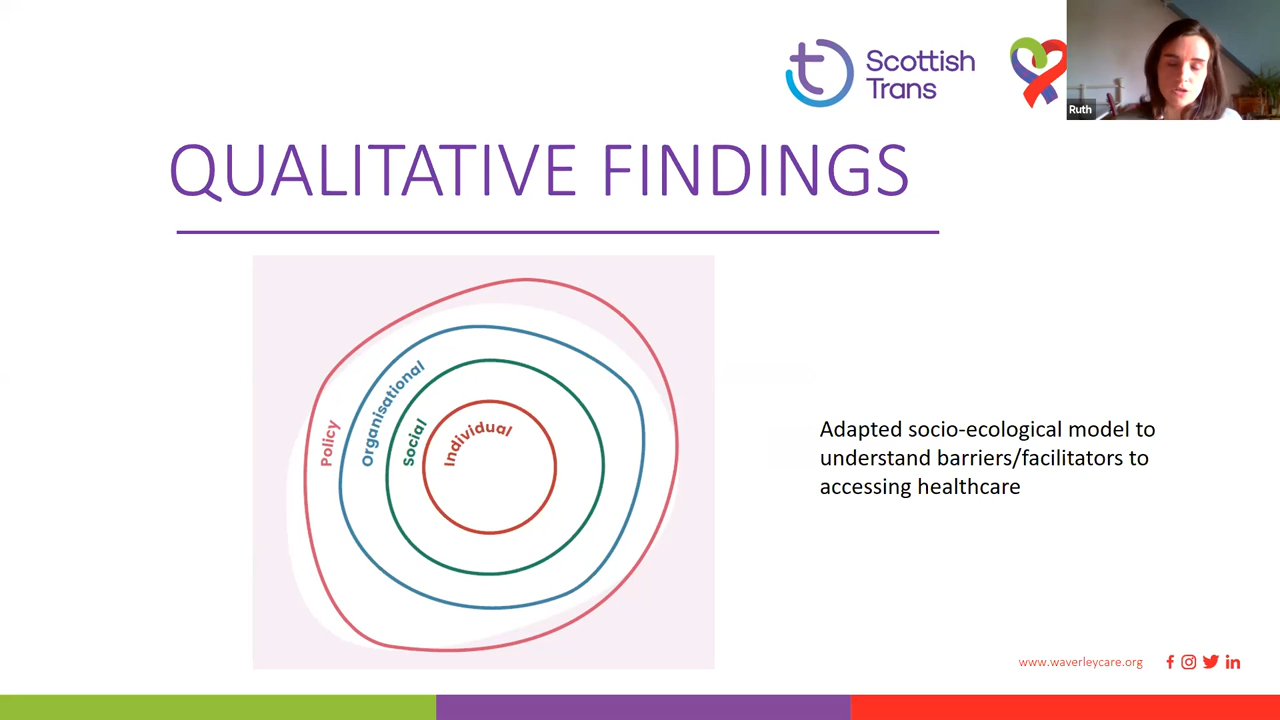 Scottish
Trans
Ruth
QUALITATIVE FINDINGS
Policy
Organisational
Social
Individual
Adapted socio-ecological model to
understand barriers/facilitators to
accessing healthcare
www.waverleycare.org